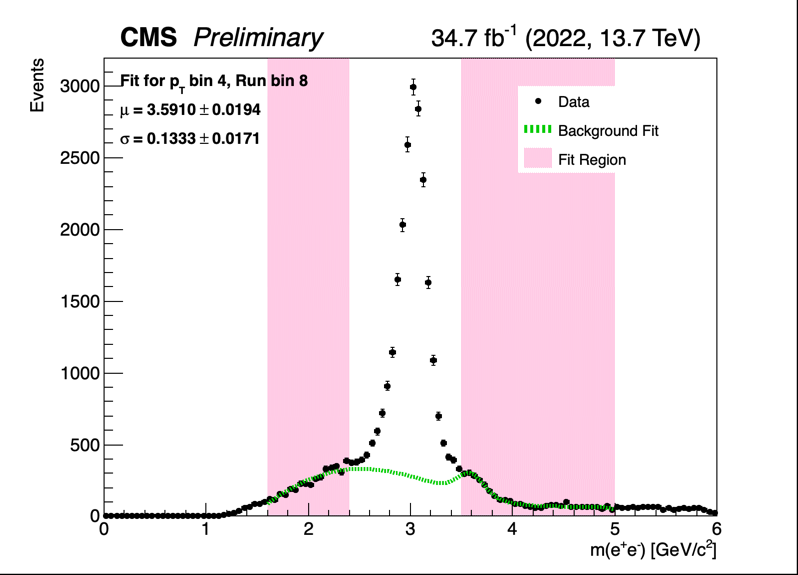 CMS Preliminary 34.7 fb⁻¹ (2022, 13.7 TeV)
Events
Fit for p_T bin 4, Run bin 8
μ = 3.5910 ± 0.0194
σ = 0.1333 ± 0.0171
Data
Background Fit
Fit Region
3000
2500
2000
1500
1000
500
0
0 1 2 3 4 5 6
m(e⁺e⁻) [GeV/c²]